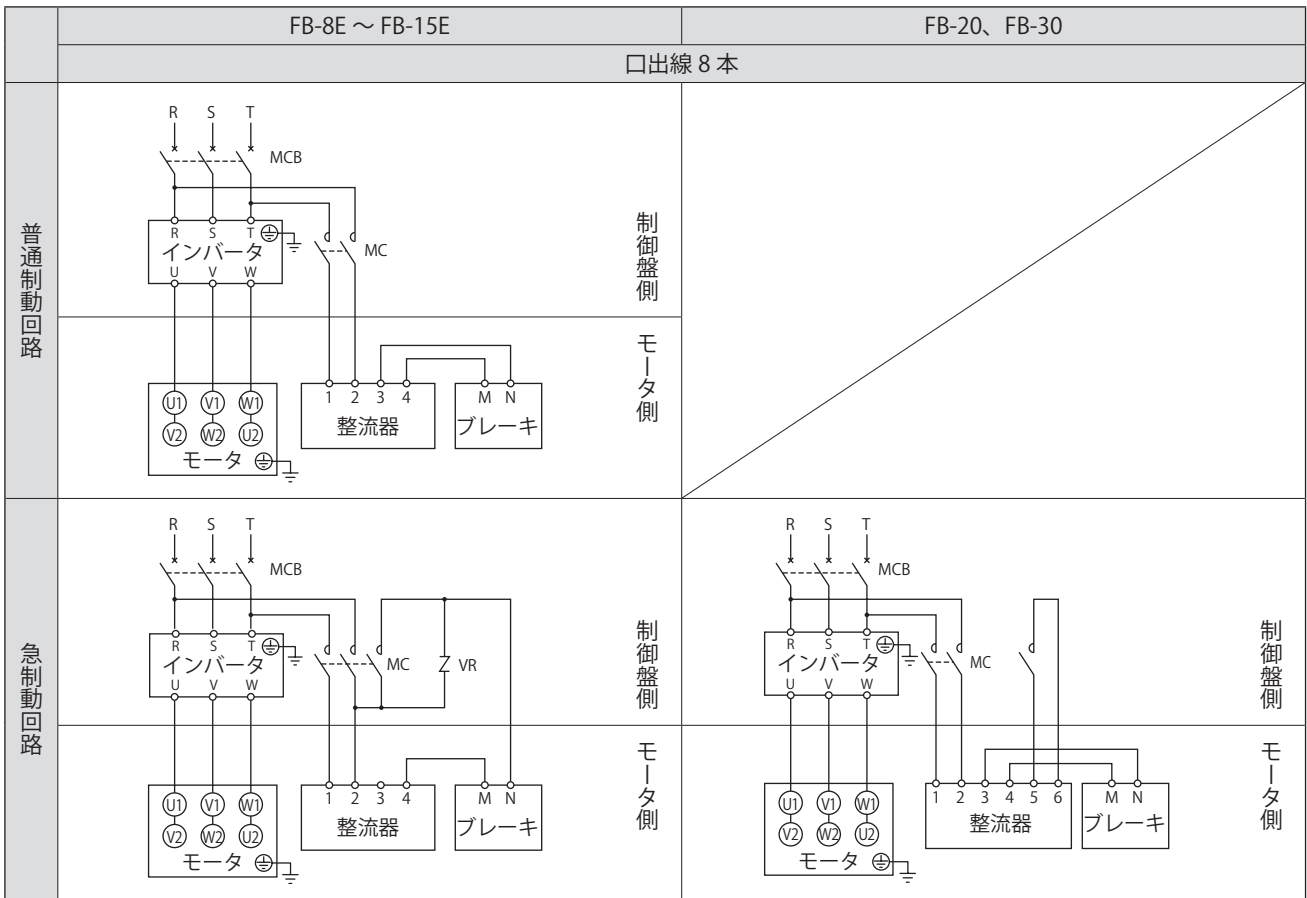 FB-8E ～ FB-15E
FB-20、FB-30
口出線 8 本
普通制動回路
R S T
MCB
R S T
インバータ
U V W
MC
制御盤側
モータ側
U1 V1 W1
V2 W2 U2
モータ
1 2 3 4
整流器
M N
ブレーキ
急制動回路
R S T
MCB
R S T
インバータ
U V W
MC
VR
制御盤側
モータ側
U1 V1 W1
V2 W2 U2
モータ
1 2 3 4
整流器
M N
ブレーキ
R S T
MCB
R S T
インバータ
U V W
MC
制御盤側
モータ側
U1 V1 W1
V2 W2 U2
モータ
1 2 3 4 5 6
整流器
M N
ブレーキ